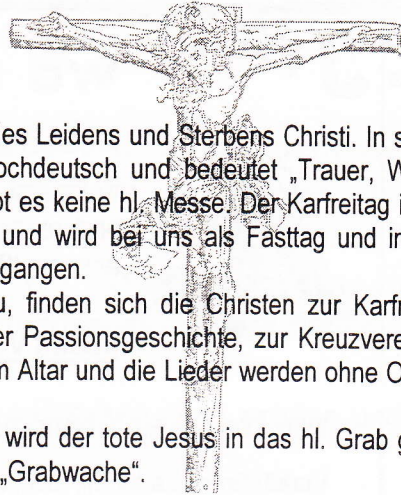 es Leidens und Sterbens Christi. In s
ochdeutsch und bedeutet „Trauer, W
t es keine hl. Messe. Der Karfreitag i
und wird bei uns als Fasttag und in
gangen.
u, finden sich die Christen zur Karfr
er Passionsgeschichte, zur Kreuzvere
m Altar und die Lieder werden ohne O
wird der tote Jesus in das hl. Grab g
„Grabwache“.